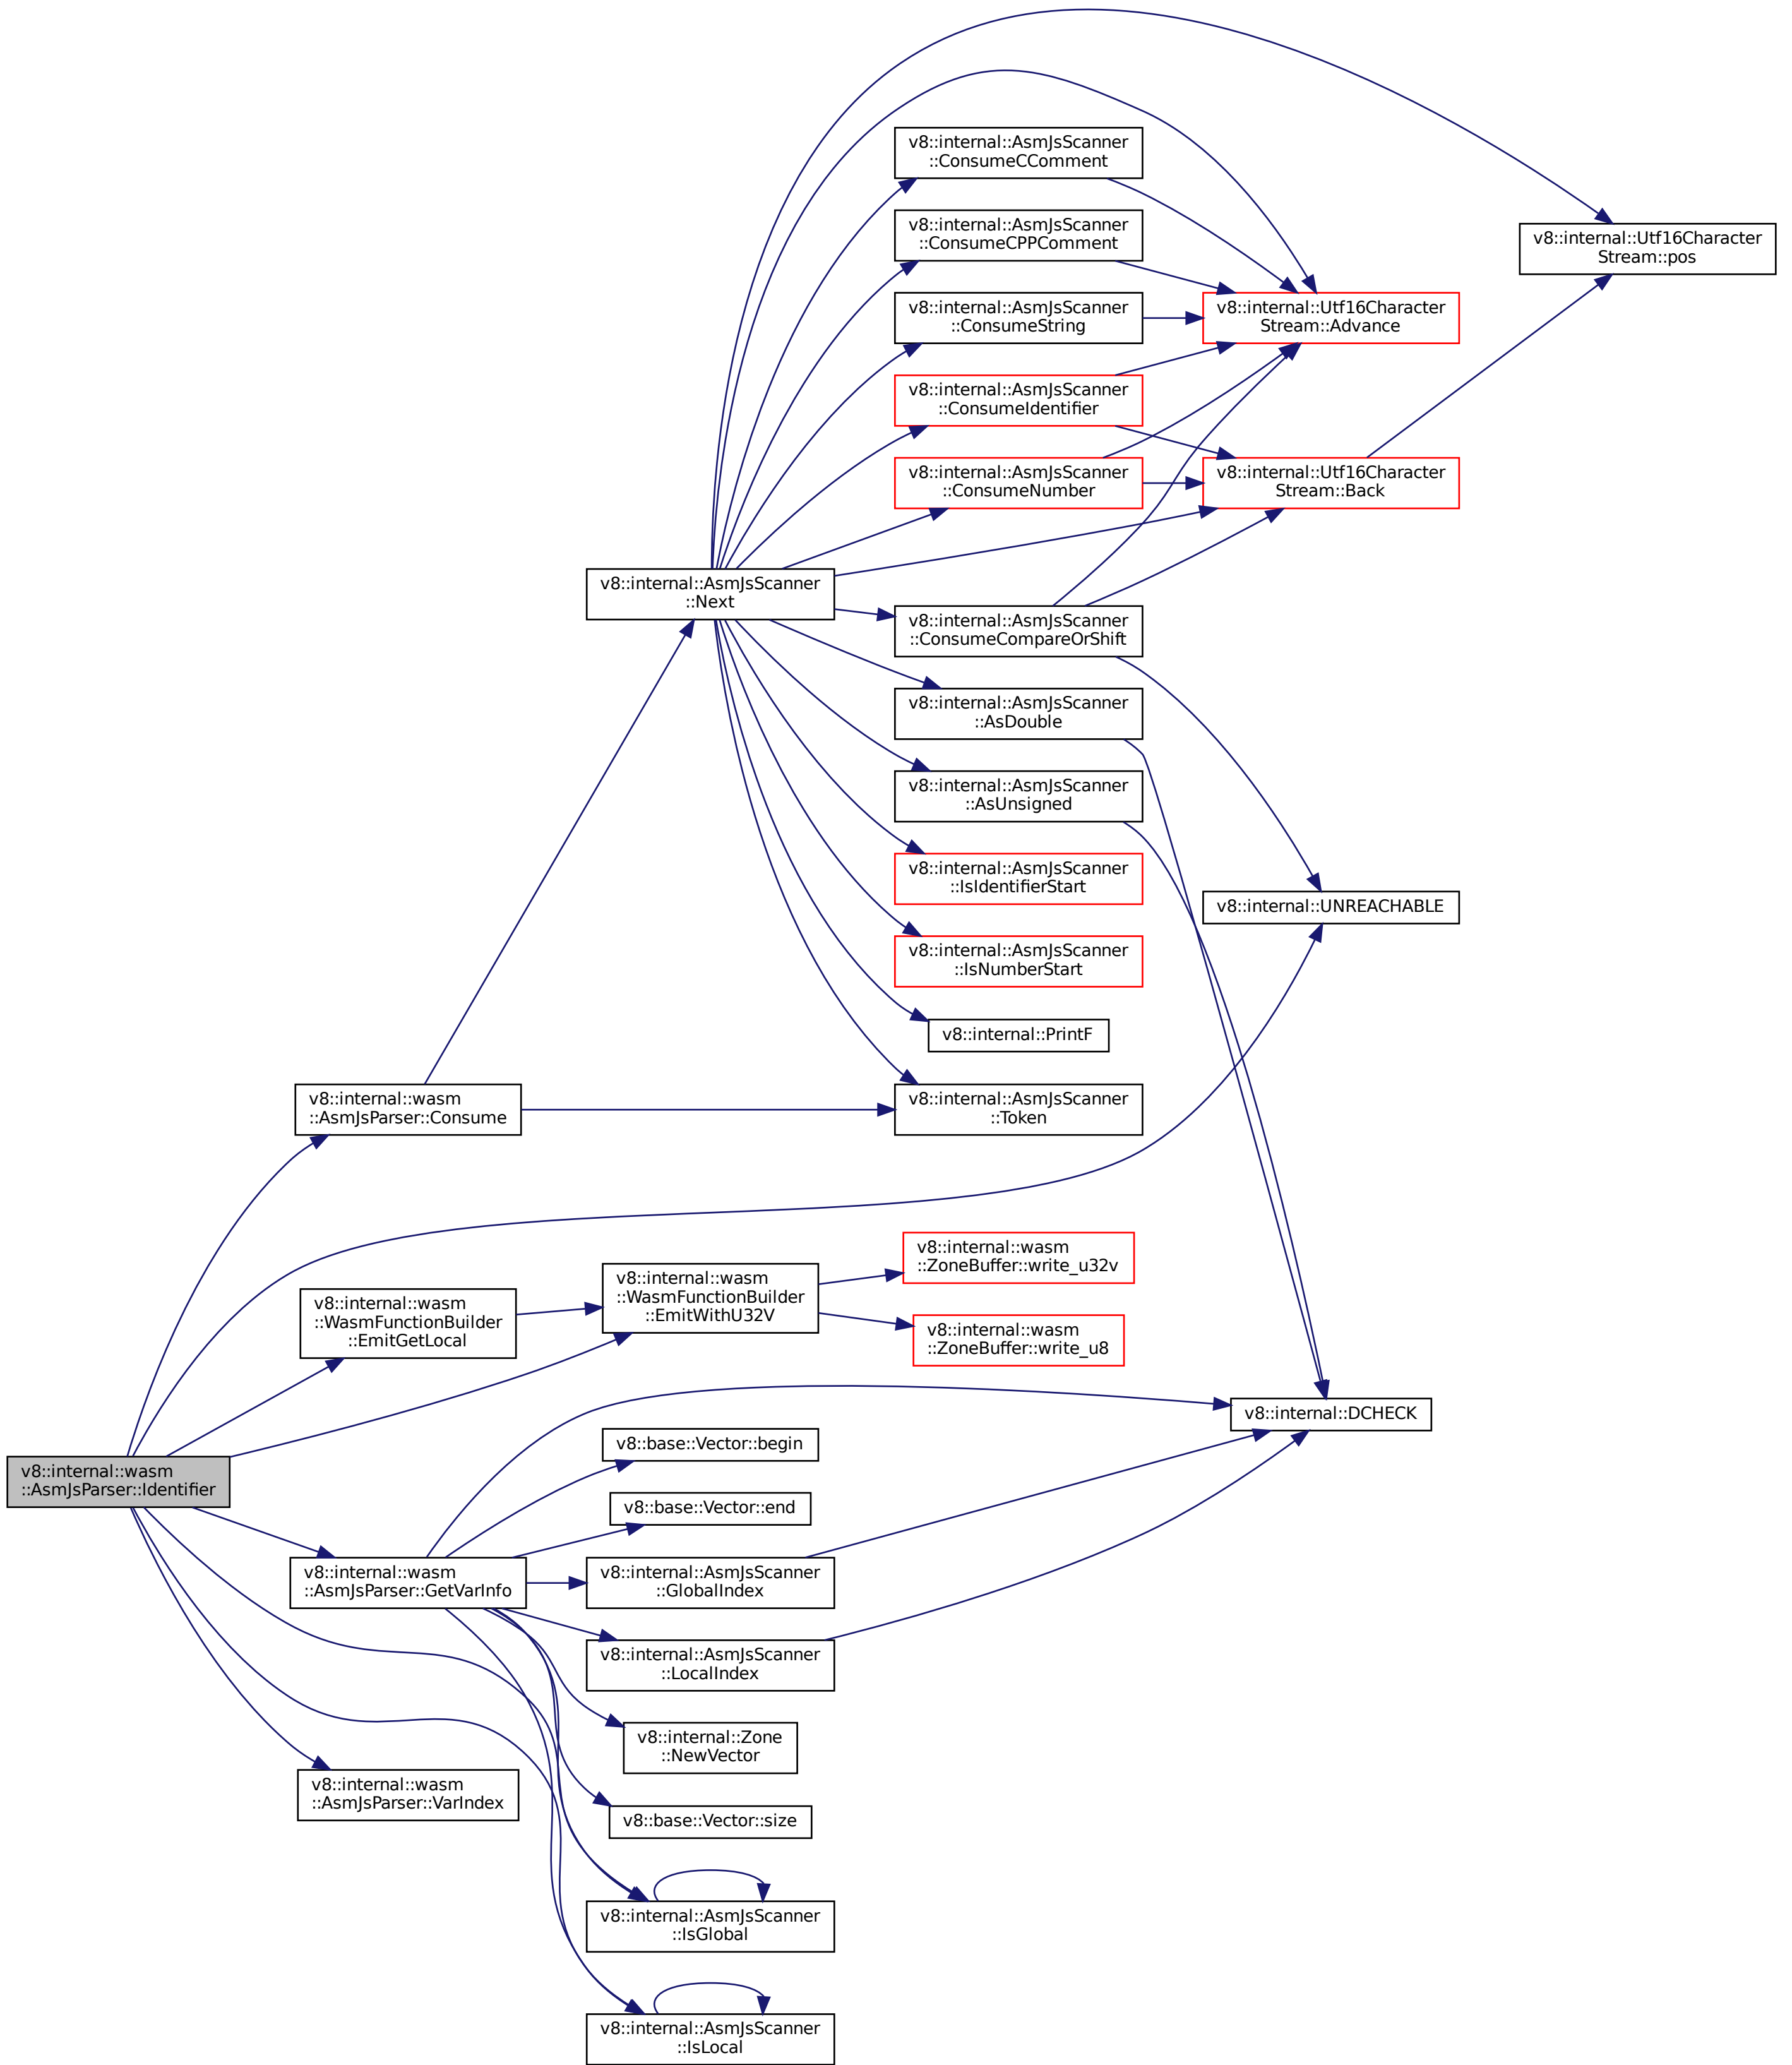 v8::internal::AsmJsScanner
::ConsumeCComment
v8::internal::AsmJsScanner
::ConsumeCPPComment
v8::internal::Utf16Character
Stream::pos
v8::internal::AsmJsScanner
::ConsumeString
v8::internal::Utf16Character
Stream::Advance
v8::internal::AsmJsScanner
::ConsumeIdentifier
v8::internal::AsmJsScanner
::ConsumeNumber
v8::internal::Utf16Character
Stream::Back
v8::internal::AsmJsScanner
::Next
v8::internal::AsmJsScanner
::ConsumeCompareOrShift
v8::internal::AsmJsScanner
::AsDouble
v8::internal::AsmJsScanner
::AsUnsigned
v8::internal::AsmJsScanner
::IsIdentifierStart
v8::internal::UNREACHABLE
v8::internal::AsmJsScanner
::IsNumberStart
v8::internal::PrintF
v8::internal::wasm
::AsmJsParser::Consume
v8::internal::AsmJsScanner
::Token
v8::internal::wasm
::ZoneBuffer::write_u32v
v8::internal::wasm
::WasmFunctionBuilder
::EmitWithU32V
v8::internal::wasm
::WasmFunctionBuilder
::EmitGetLocal
v8::internal::wasm
::ZoneBuffer::write_u8
v8::internal::DCHECK
v8::base::Vector::begin
v8::internal::wasm
::AsmJsParser::Identifier
v8::base::Vector::end
v8::internal::wasm
::AsmJsParser::GetVarInfo
v8::internal::AsmJsScanner
::GlobalIndex
v8::internal::AsmJsScanner
::LocalIndex
v8::internal::Zone
::NewVector
v8::internal::wasm
::AsmJsParser::VarIndex
v8::base::Vector::size
v8::internal::AsmJsScanner
::IsGlobal
v8::internal::AsmJsScanner
::IsLocal